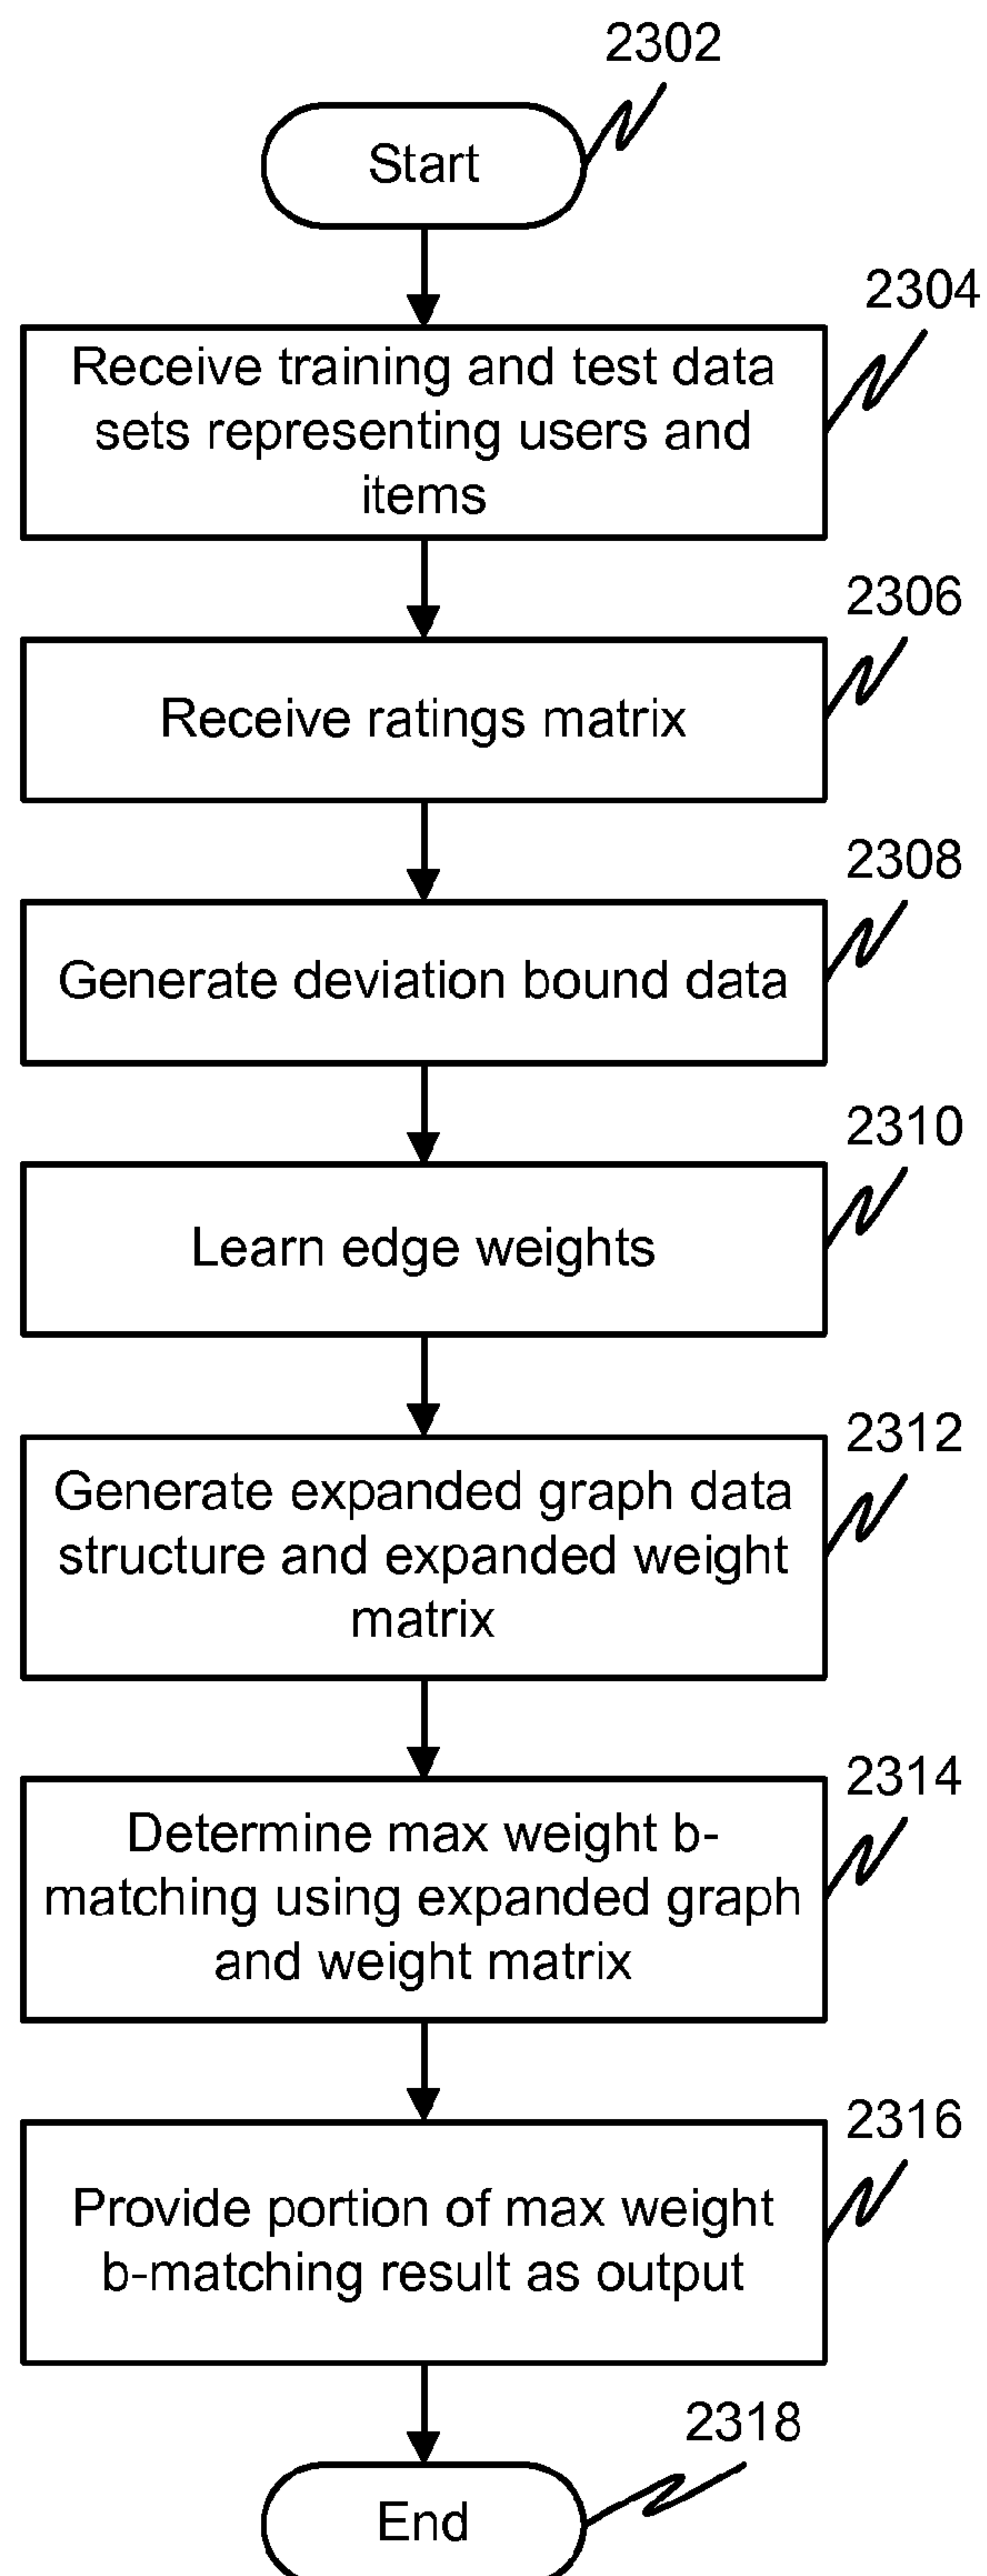 2302
Start
2304
Receive training and test data
sets representing users and
items
2306
Receive ratings matrix
2308
Generate deviation bound data
2310
Learn edge weights
2312
Generate expanded graph data
structure and expanded weight
matrix
2314
Determine max weight b-
matching using expanded graph
and weight matrix
2316
Provide portion of max weight
b-matching result as output
2318
End